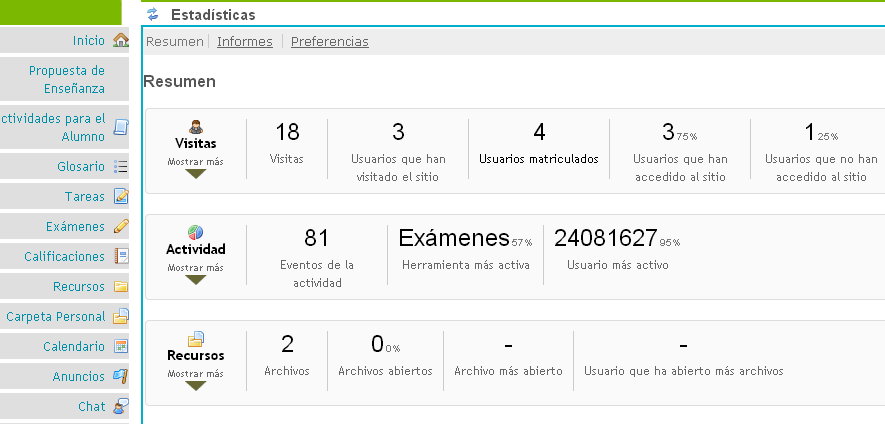 Inicio
Propuesta de
Enseñanza
ctividades para el
Alumno
Glosario
Tareas
Exámenes
Calificaciones
Recursos
Carpeta Personal
Calendario
Anuncios
Chat
Estadísticas
Resumen Informes Preferencias
Resumen
Visitas
Mostrar más
18
Visitas
3
Usuarios que han
visitado el sitio
4
Usuarios matriculados
3 75%
Usuarios que han
accedido al sitio
1 25%
Usuarios que no han
accedido al sitio
Actividad
Mostrar más
81
Eventos de la
actividad
Exámenes 57%
Herramienta más activa
24081627 95%
Usuario más activo
Recursos
Mostrar más
2
Archivos
0 0%
Archivos abiertos
-
Archivo más abierto
-
Usuario que ha abierto más archivos